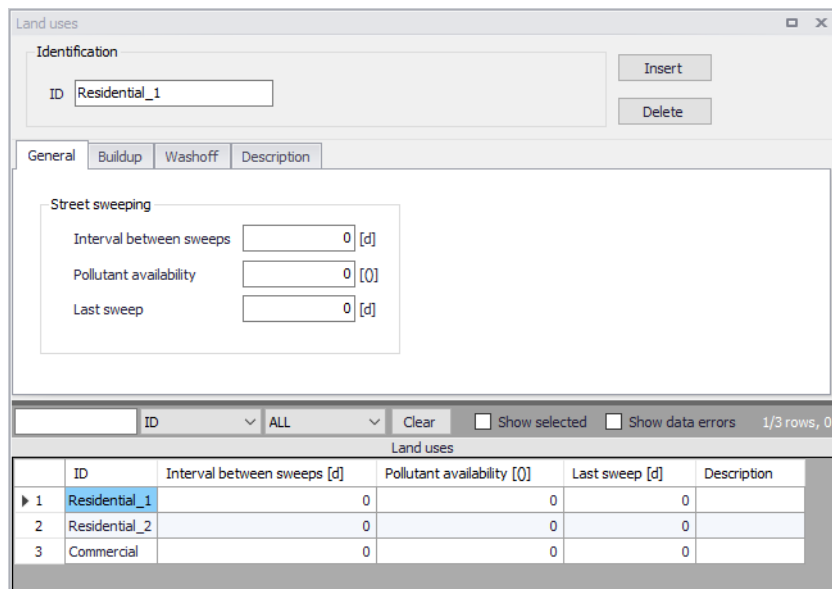 Land uses
Identification
ID Residential_1
Insert
Delete
General Buildup Washoff Description
Street sweeping
Interval between sweeps 0 [d]
Pollutant availability 0 [()]
Last sweep 0 [d]
ID ALL Clear Show selected Show data errors 1/3 rows, 0
Land uses
ID Interval between sweeps [d] Pollutant availability [()] Last sweep [d] Description
1 Residential_1 0 0 0
2 Residential_2 0 0 0
3 Commercial 0 0 0